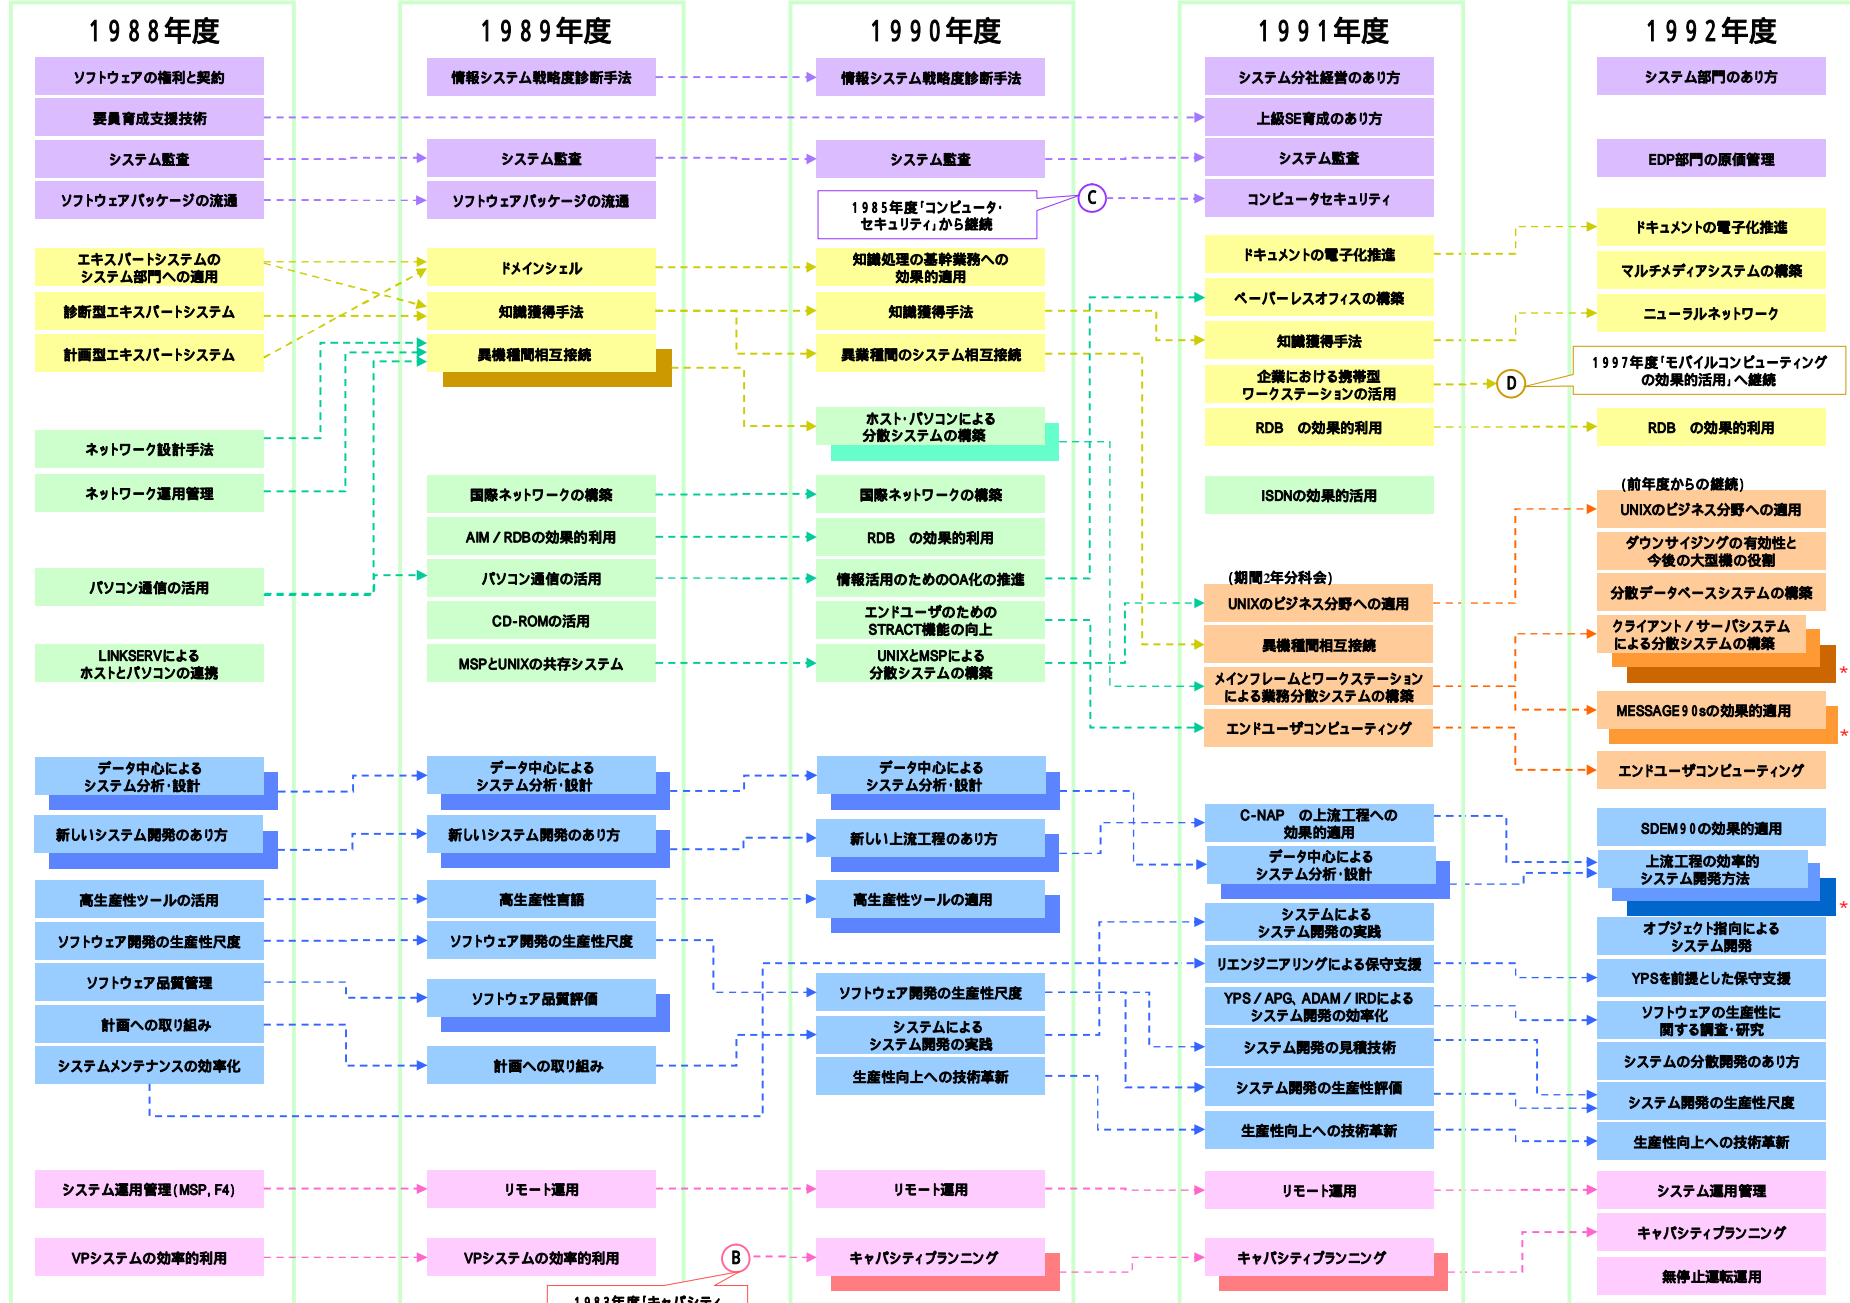 1988年度
ソフトウェアの権利と契約
要員育成支援技術
システム監査
ソフトウェアパッケージの流通
エキスパートシステムの
システム部門への適用
診断型エキスパートシステム
計画型エキスパートシステム
ネットワーク設計手法
ネットワーク運用管理
パソコン通信の活用
LINKSERVによる
ホストとパソコンの連携
データ中心による
システム分析・設計
新しいシステム開発のあり方
高生産性ツールの活用
ソフトウェア開発の生産性尺度
ソフトウェア品質管理
計画への取り組み
システムメンテナンスの効率化
システム運用管理(MSP, F4)
VPシステムの効率的利用
1989年度
情報システム戦略度診断手法
システム監査
ソフトウェアパッケージの流通
ドメインシェル
知識獲得手法
異機種間相互接続
国際ネットワークの構築
AIM / RDBの効果的利用
パソコン通信の活用
CD-ROMの活用
MSPとUNIXの共存システム
データ中心による
システム分析・設計
新しいシステム開発のあり方
高生産性言語
ソフトウェア開発の生産性尺度
ソフトウェア品質評価
計画への取り組み
リモート運用
VPシステムの効率的利用
B
1983年度「キャパシティ
1990年度
情報システム戦略度診断手法
システム監査
1985年度「コンピュータ・
セキュリティ」から継続
C
知識処理の基幹業務への
効果的適用
知識獲得手法
異業種間のシステム相互接続
ホスト・パソコンによる
分散システムの構築
国際ネットワークの構築
RDB　の効果的利用
情報活用のためのOA化の推進
エンドユーザのための
STRACT機能の向上
UNIXとMSPによる
分散システムの構築
データ中心による
システム分析・設計
新しい上流工程のあり方
高生産性ツールの適用
ソフトウェア開発の生産性尺度
システムによる
システム開発の実践
生産性向上への技術革新
リモート運用
キャパシティプランニング
1991年度
システム分社経営のあり方
上級SE育成のあり方
システム監査
コンピュータセキュリティ
ドキュメントの電子化推進
ペーパーレスオフィスの構築
知識獲得手法
企業における携帯型
ワークステーションの活用
RDB　の効果的利用
ISDNの効果的活用
(期間2年分科会)
UNIXのビジネス分野への適用
異機種間相互接続
メインフレームとワークステーション
による業務分散システムの構築
エンドユーザコンピューティング
C-NAP　の上流工程への
効果的適用
データ中心による
システム分析・設計
システムによる
システム開発の実践
リエンジニアリングによる保守支援
YPS / APG、ADAM / IRDによる
システム開発の効率化
システム開発の見積技術
システム開発の生産性評価
生産性向上への技術革新
リモート運用
キャパシティプランニング
1992年度
システム部門のあり方
EDP部門の原価管理
ドキュメントの電子化推進
マルチメディアシステムの構築
ニューラルネットワーク
D
1997年度「モバイルコンピューティング
の効果的活用」へ継続
RDB　の効果的利用
(前年度からの継続)
UNIXのビジネス分野への適用
ダウンサイジングの有効性と
今後の大型機の役割
分散データベースシステムの構築
クライアント / サーバシステム
による分散システムの構築
*
MESSAGE90sの効果的適用
*
エンドユーザコンピューティング
SDEM90の効果的適用
上流工程の効率的
システム開発方法
*
オブジェクト指向による
システム開発
YPSを前提とした保守支援
ソフトウェアの生産性に
関する調査・研究
システムの分散開発のあり方
システム開発の生産性尺度
生産性向上への技術革新
システム運用管理
キャパシティプランニング
無停止運転運用